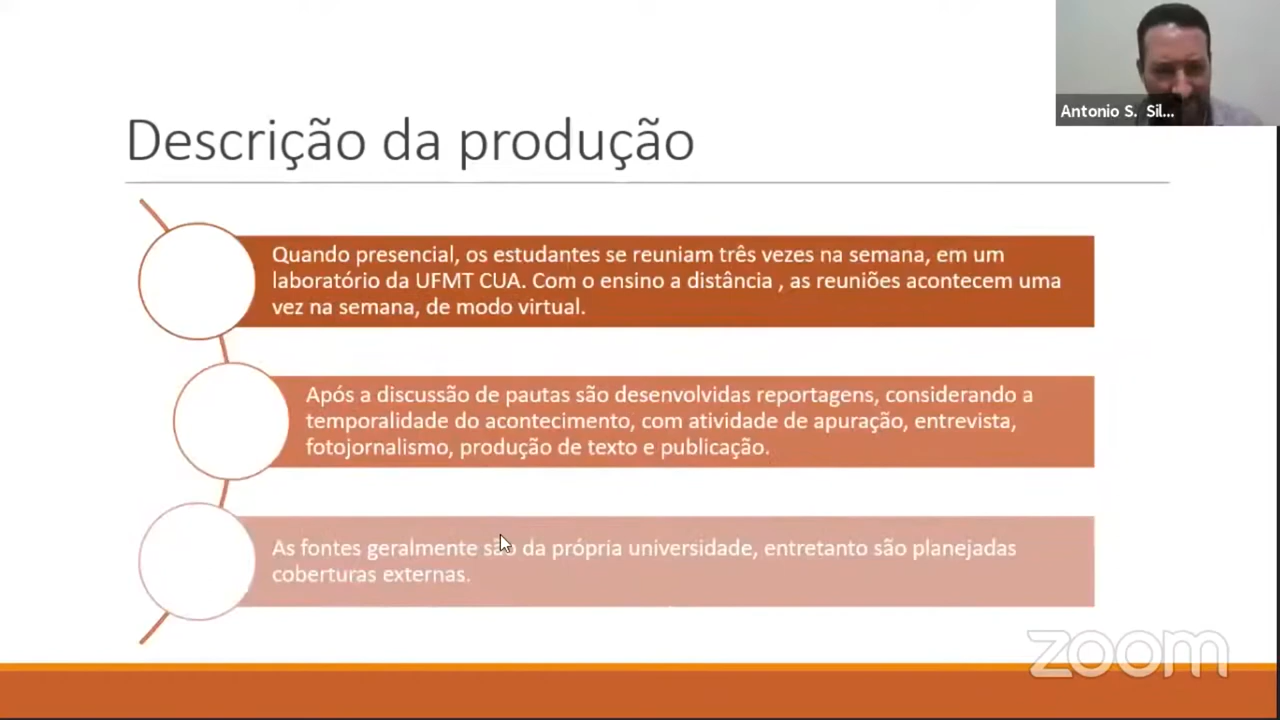 Antonio S. Sil...
Descrição da produção
Quando presencial, os estudantes se reuniam três vezes na semana, em um
laboratório da UFMT CUA. Com o ensino a distância , as reuniões acontecem uma
vez na semana, de modo virtual.
Após a discussão de pautas são desenvolvidas reportagens, considerando a
temporalidade do acontecimento, com atividade de apuração, entrevista,
fotojornalismo, produção de texto e publicação.
As fontes geralmente são da própria universidade, entretanto são planejadas
coberturas externas.
zoom